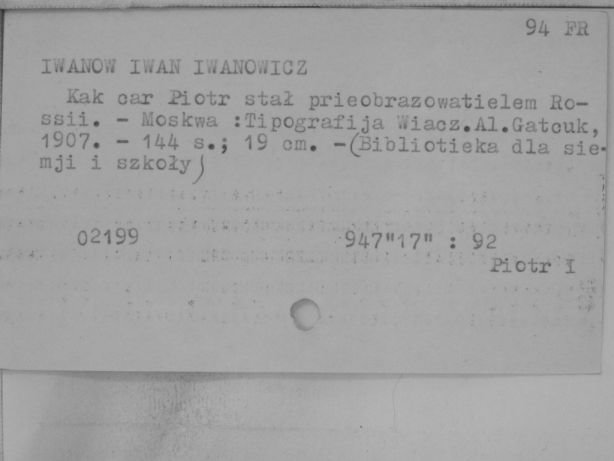 94 FR
IWANOW IWAN IWANOWICZ
Kak car Piotr stał prieobrazowatielem Ro-
ssii. - Moskwa :Tipografija Wiacz.Al.Gatcuk,
1907. - 144 s.; 19 cm. -(Bibliotieka dla sie-
mji i szkoły)
02199 947"17" : 92
Piotr I